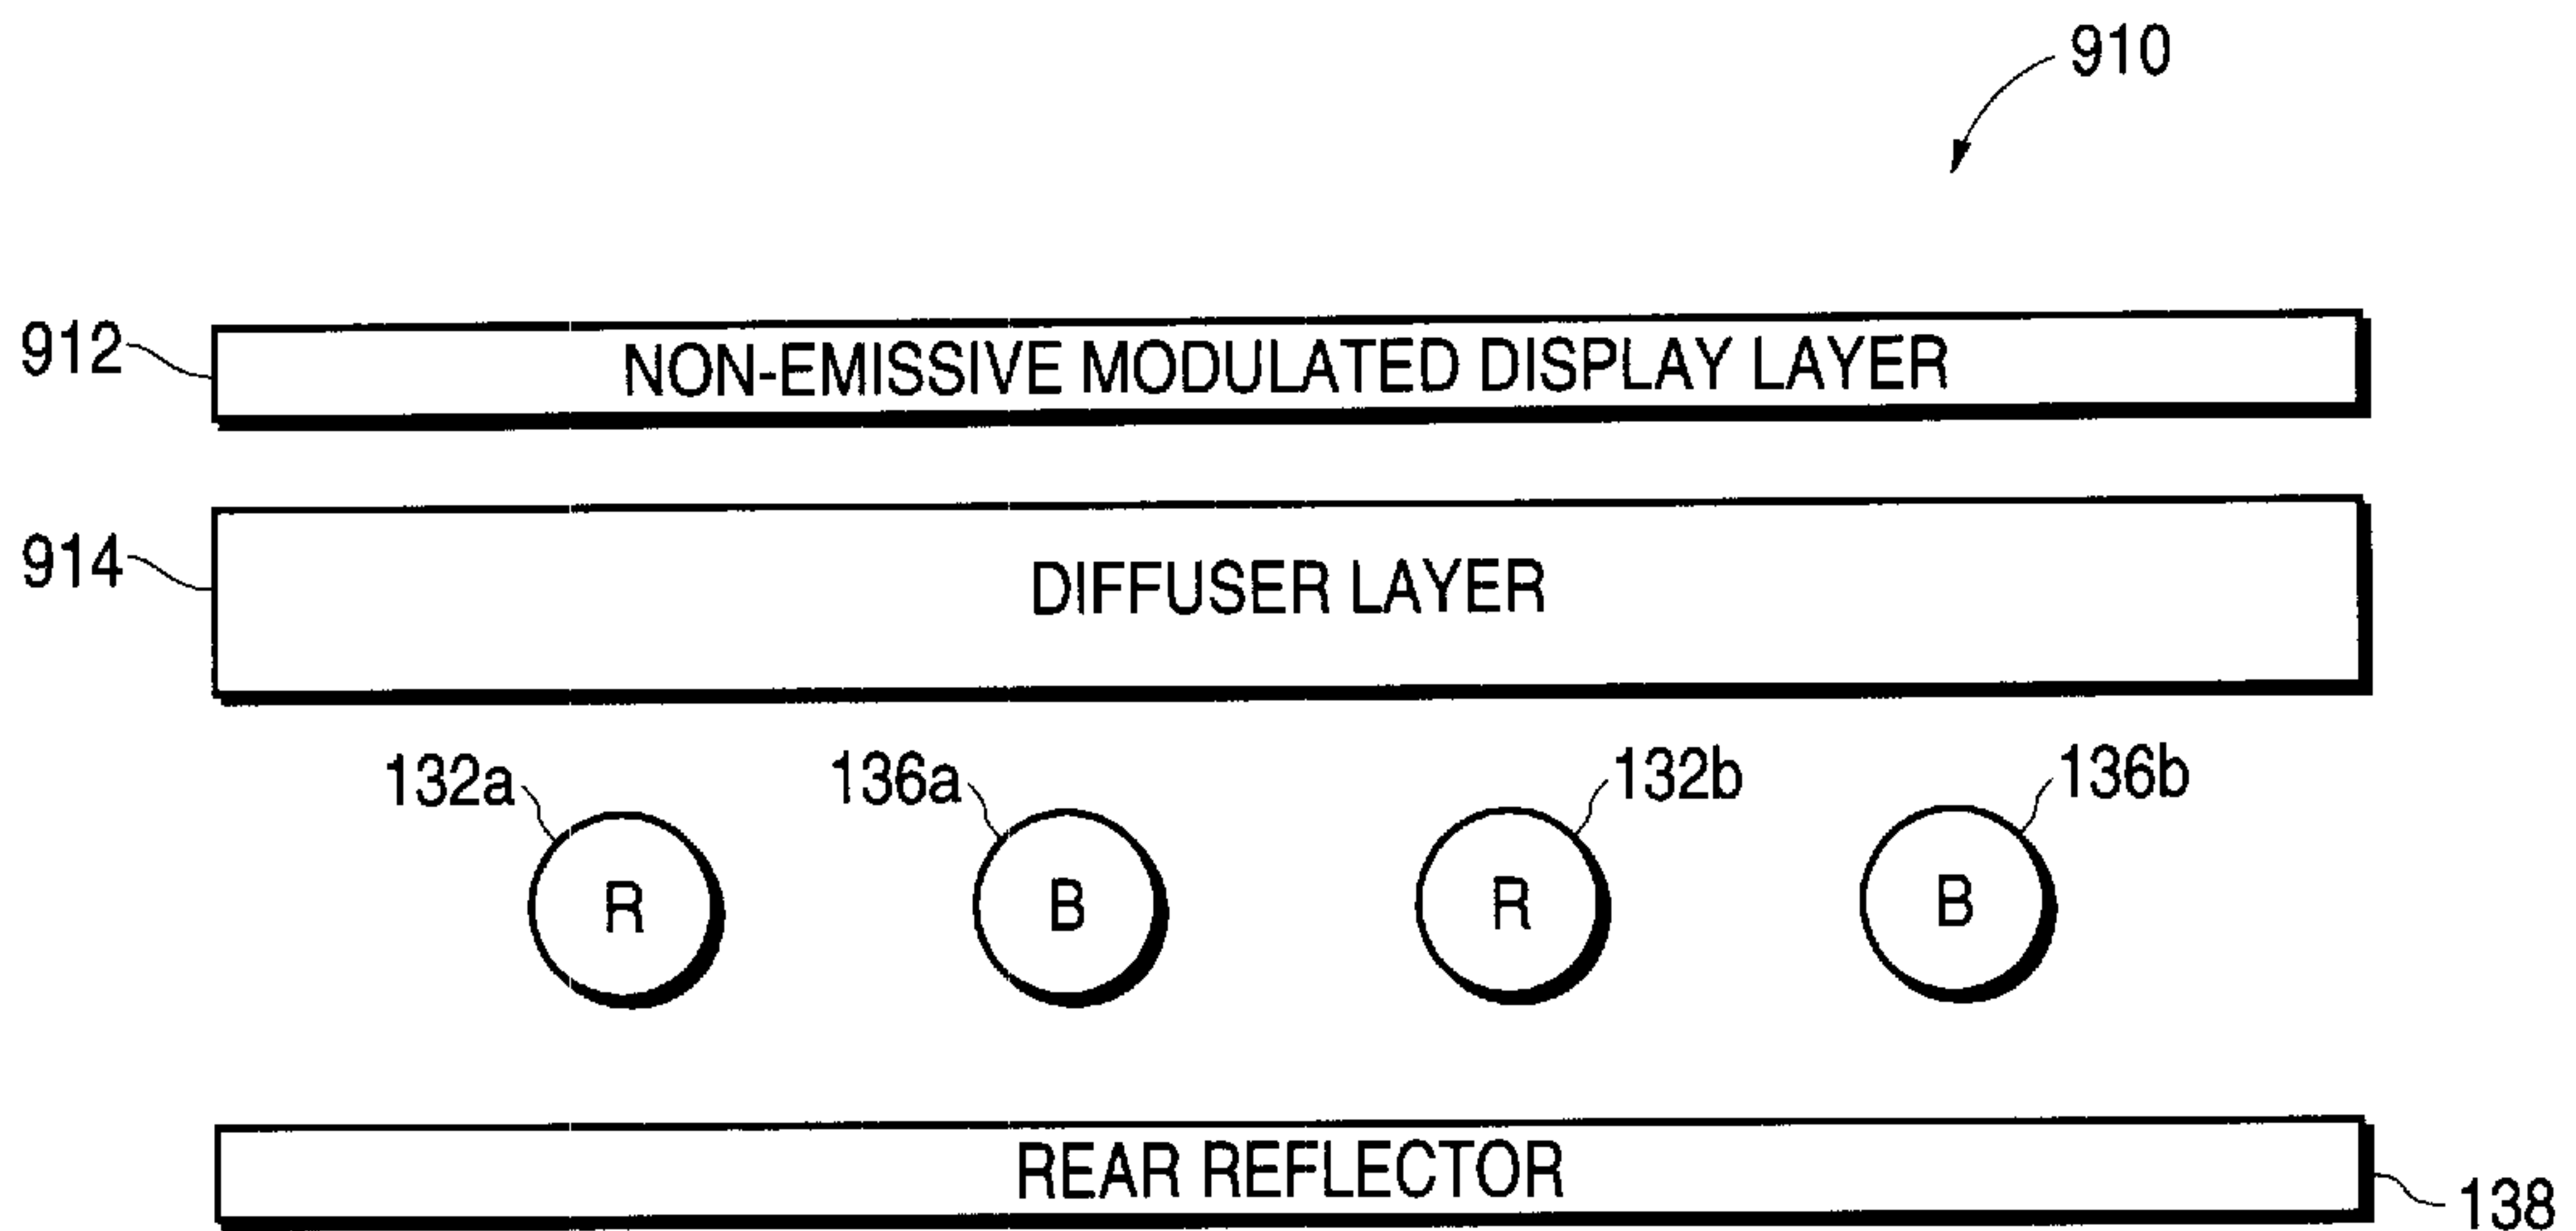 910
912
NON-EMISSIVE MODULATED DISPLAY LAYER
914
DIFFUSER LAYER
132a
136a
132b
136b
R
B
R
B
REAR REFLECTOR
138